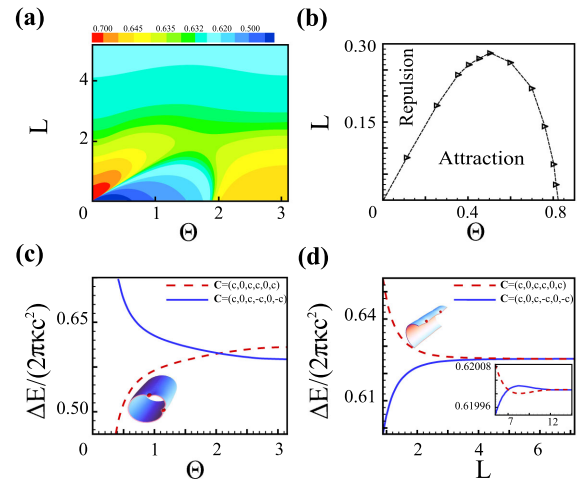 (a)
0.700 0.645 0.635 0.632 0.620 0.500
L
4
2
0
0 1 2 3
Θ
(b)
0.30
0.15
0
L
Repulsion
Attraction
0 0.4 0.8
Θ
(c)
C=(c,0,c,c,0,c)
C=(c,0,c,-c,0,-c)
ΔE/(2πκc²)
0.65
0.50
0 1 2 3
Θ
(d)
C=(c,0,c,c,0,c)
C=(c,0,c,-c,0,-c)
ΔE/(2πκc²)
0.64
0.61
0.62008
0.61996
7 12
2 4 6
L